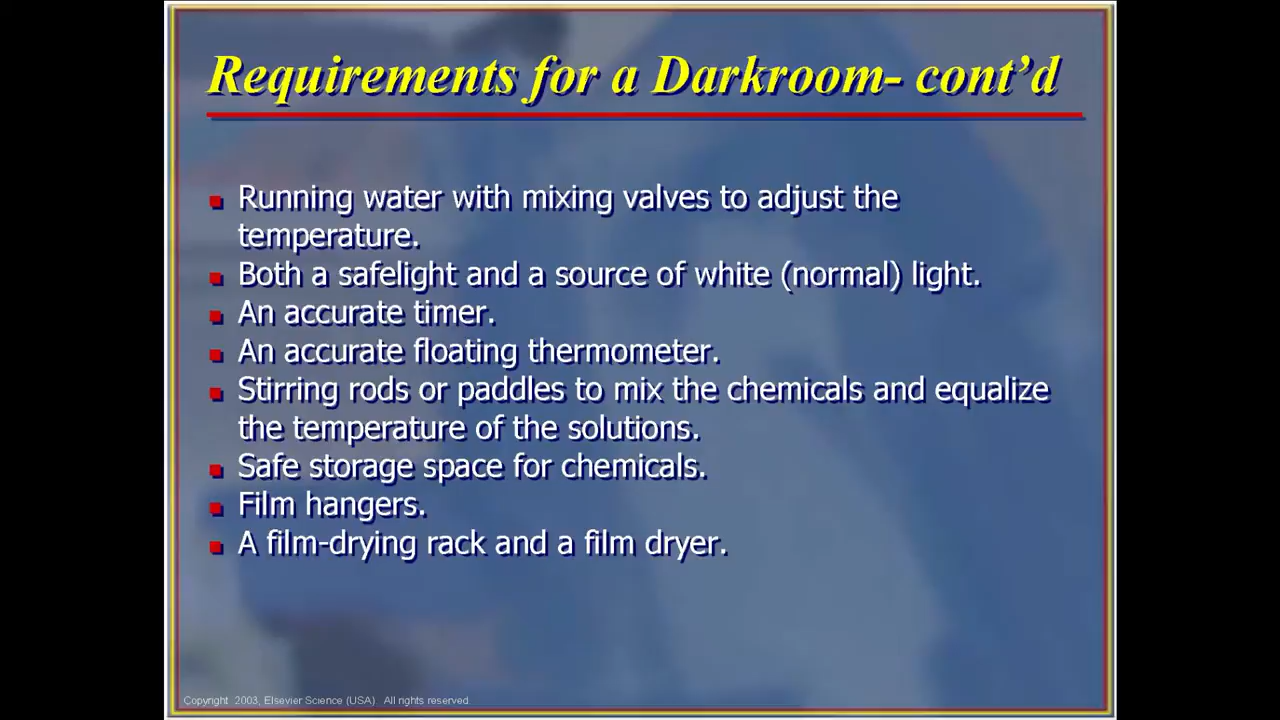 Requirements for a Darkroom- cont’d
Running water with mixing valves to adjust the
temperature.
Both a safelight and a source of white (normal) light.
An accurate timer.
An accurate floating thermometer.
Stirring rods or paddles to mix the chemicals and equalize
the temperature of the solutions.
Safe storage space for chemicals.
Film hangers.
A film-drying rack and a film dryer.
Copyright 2003, Elsevier Science (USA). All rights reserved.